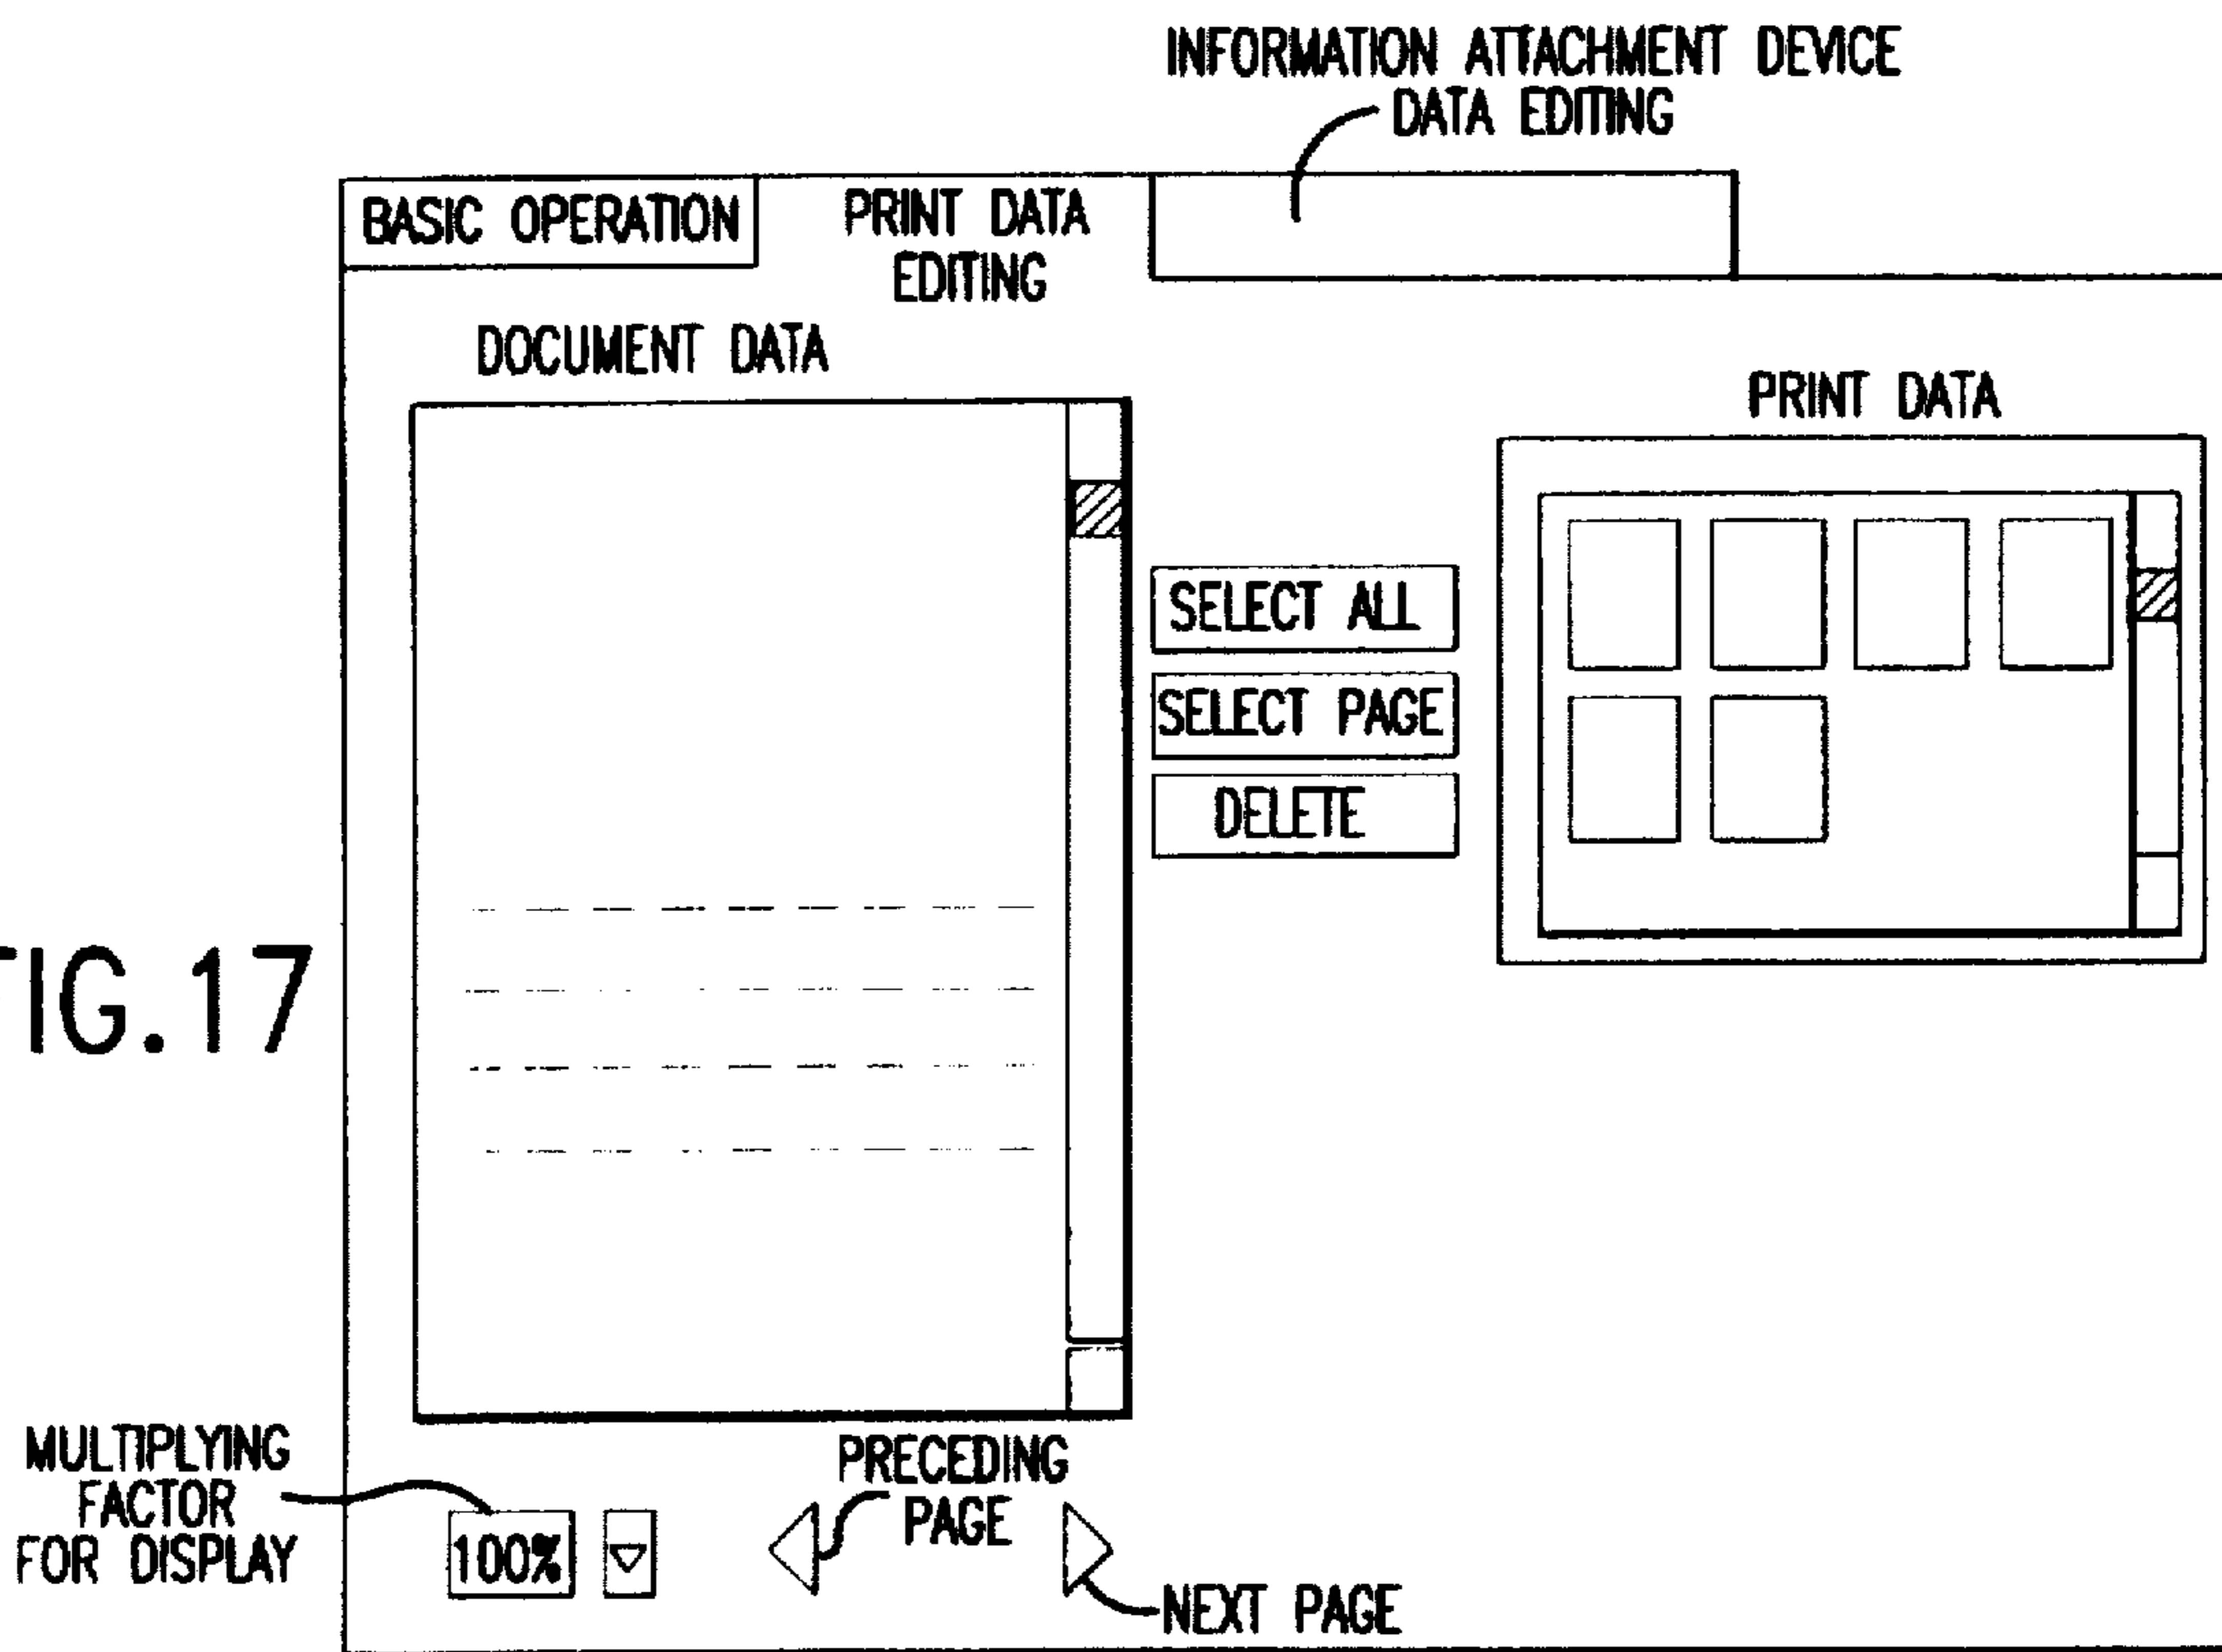 INFORMATION ATTACHMENT DEVICE
DATA EDITING
BASIC OPERATION
PRINT DATA
EDITING
DOCUMENT DATA
PRINT DATA
SELECT ALL
SELECT PAGE
DELETE
FIG.17
MULTIPLYING
FACTOR
FOR DISPLAY
100%
PRECEDING
PAGE
NEXT PAGE